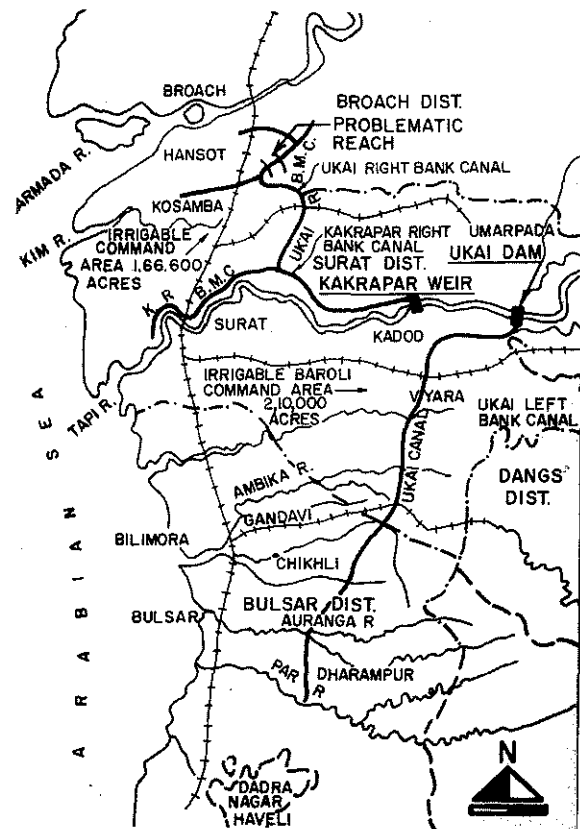 BROACH
BROACH DIST.
PROBLEMATIC
REACH
HANSOT
B.M.C.
UKAI RIGHT BANK CANAL
ARMADA R.
KOSAMBA
UKAI R
KIM R.
IRRIGABLE
COMMAND
AREA 1,66,600
ACRES
KAKRAPAR RIGHT
BANK CANAL
UMARPADA
UKAI DAM
SURAT DIST.
KAKRAPAR WEIR
K. R. B.M.C.
SURAT
KADOD
IRRIGABLE BAROLI
COMMAND AREA
2,10,000
ACRES
VYARA
TAPI R.
UKAI LEFT
BANK CANAL
UKAI CANAL
DANGS
DIST.
AMBIKA R.
GANDAVI
BILIMORA
CHIKHLI
BULSAR DIST.
BULSAR
AURANGA R
PAR R
DHARAMPUR
ARABIAN SEA
DADRA
NAGAR
HAVELI
N